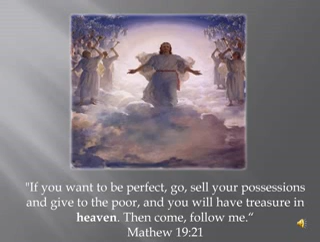 "If you want to be perfect, go, sell your possessions
and give to the poor, and you will have treasure in
heaven. Then come, follow me.“
Mathew 19:21